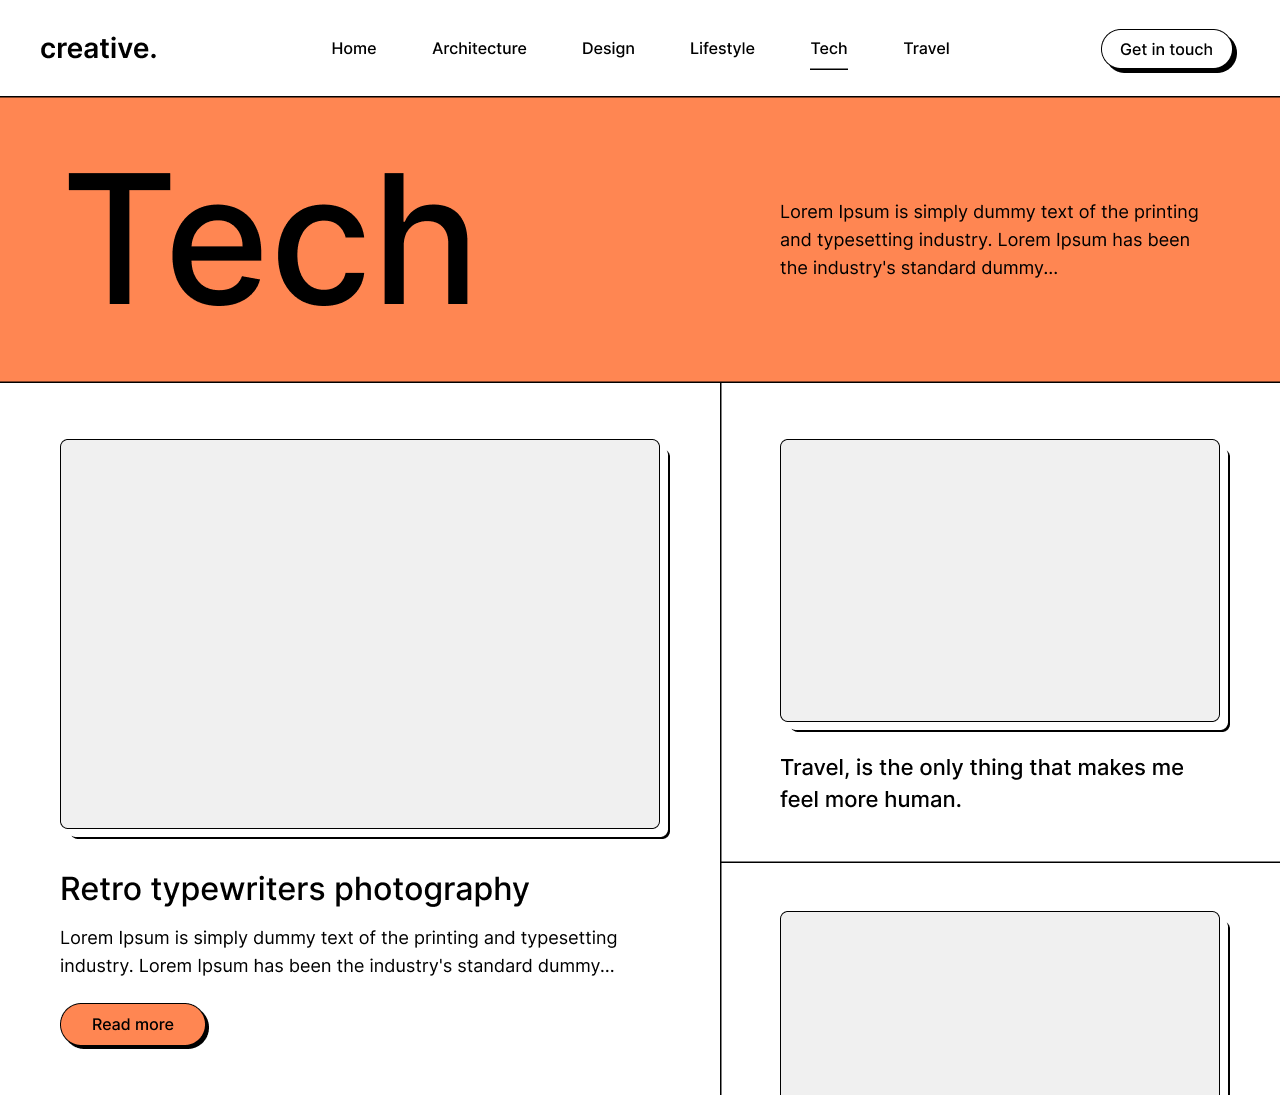 creative.
Home
Architecture
Design
Lifestyle
Tech
Travel
Get in touch
Tech
Lorem Ipsum is simply dummy text of the printing
and typesetting industry. Lorem Ipsum has been
the industry's standard dummy...
Retro typewriters photography
Lorem Ipsum is simply dummy text of the printing and typesetting
industry. Lorem Ipsum has been the industry's standard dummy...
Read more
Travel, is the only thing that makes me
feel more human.